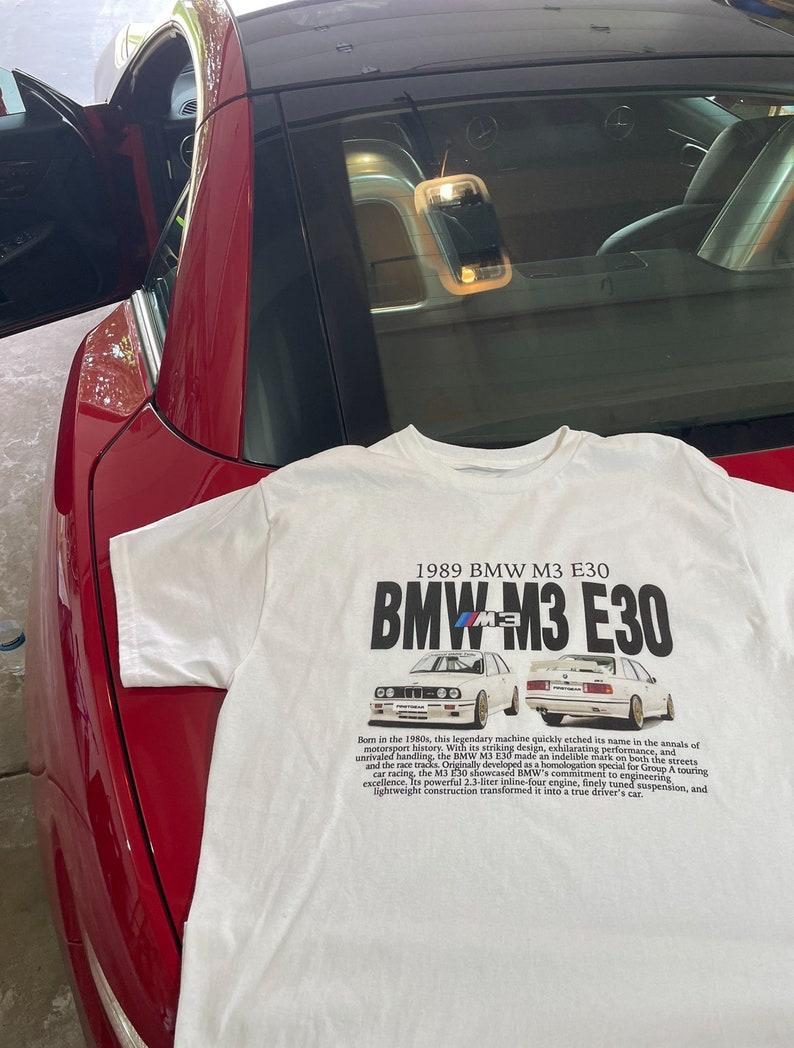 1989 BMW M3 E30
BMW M3 E30
M3
FIRSTGEAR
FIRSTGEAR
Born in the 1980s, this legendary machine quickly etched its name in the annals of
motorsport history. With its striking design, exhilarating performance, and
unrivaled handling, the BMW M3 E30 made an indelible mark on both the streets
and the race tracks. Originally developed as a homologation special for Group A touring
car racing, the M3 E30 showcased BMW's commitment to engineering
excellence. Its powerful 2.3-liter inline-four engine, finely tuned suspension, and
lightweight construction transformed it into a true driver's car.